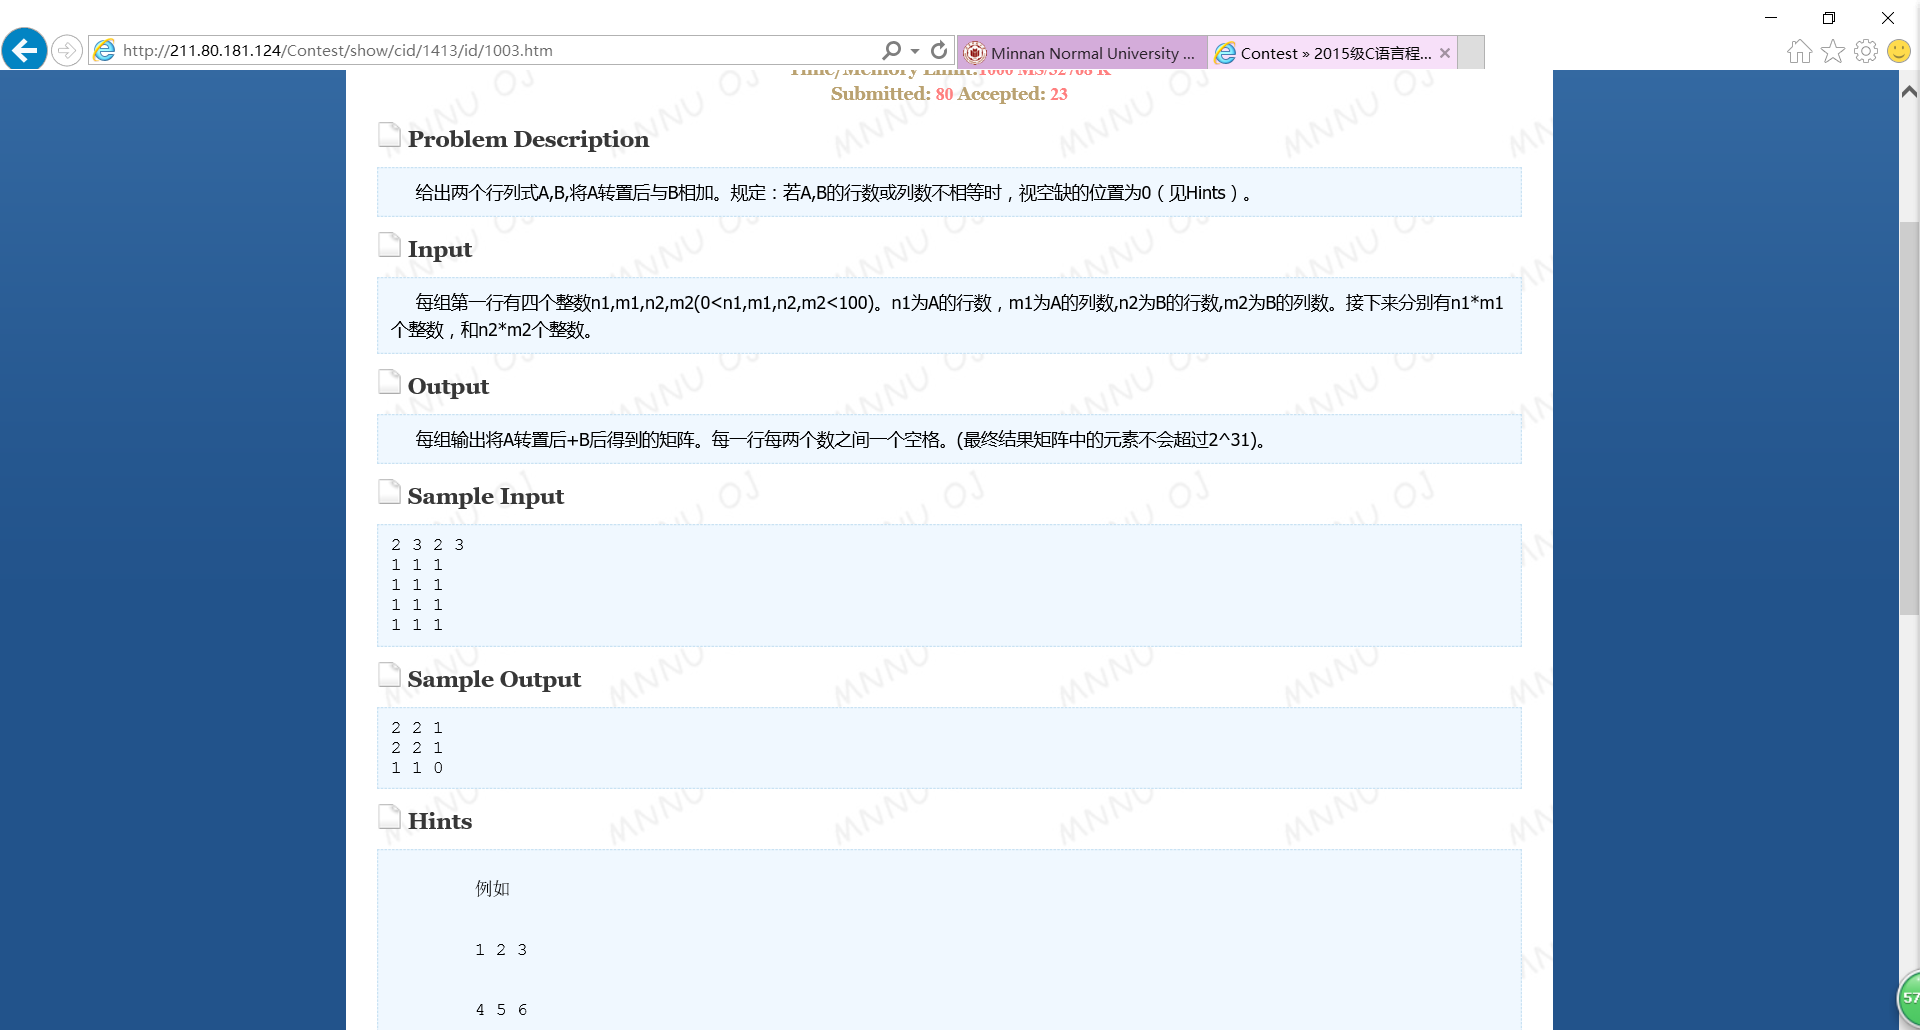 http://211.80.181.124/Contest/show/cid/1413/id/1003.htm
Minnan Normal University ...
Contest » 2015级C语言程...
Time/Memory Limit:1000 MS/32768 K
Submitted: 80 Accepted: 23
Problem Description
给出两个行列式A,B,将A转置后与B相加。规定：若A,B的行数或列数不相等时，视空缺的位置为0（见Hints）。
Input
每组第一行有四个整数n1,m1,n2,m2(0<n1,m1,n2,m2<100)。n1为A的行数，m1为A的列数,n2为B的行数,m2为B的列数。接下来分别有n1*m1
个整数，和n2*m2个整数。
Output
每组输出将A转置后+B后得到的矩阵。每一行每两个数之间一个空格。(最终结果矩阵中的元素不会超过2^31)。
Sample Input
2 3 2 3
1 1 1
1 1 1
1 1 1
1 1 1
Sample Output
2 2 1
2 2 1
1 1 0
Hints
例如
1 2 3
4 5 6
57
MNNU OJ